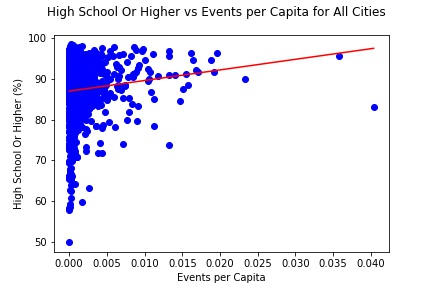 High School Or Higher vs Events per Capita for All Cities
100
90
80
70
60
50
High School Or Higher (%)
0.000 0.005 0.010 0.015 0.020 0.025 0.030 0.035 0.040
Events per Capita